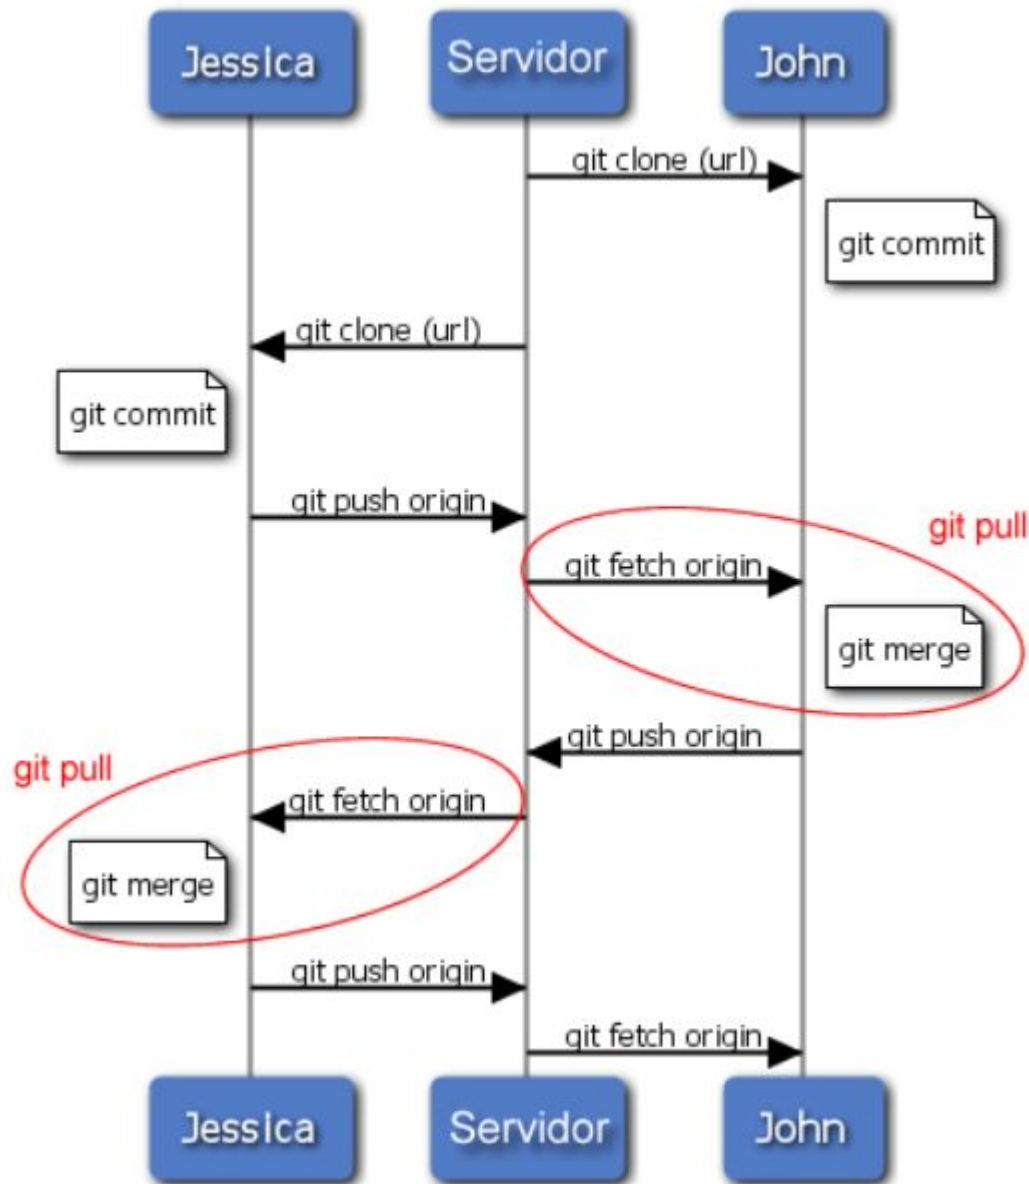 Jessica
Servidor
John
git clone (url)
git commit
git clone (url)
git commit
git push origin
git pull
git fetch origin
git merge
git push origin
git pull
git fetch origin
git merge
git push origin
git fetch origin
Jessica
Servidor
John